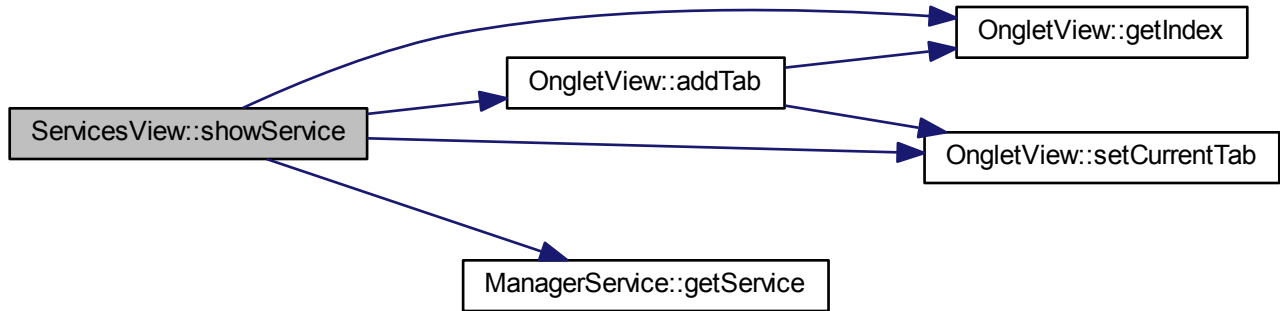 OngletView::getIndex
OngletView::addTab
ServicesView::showService
OngletView::setCurrentTab
ManagerService::getService